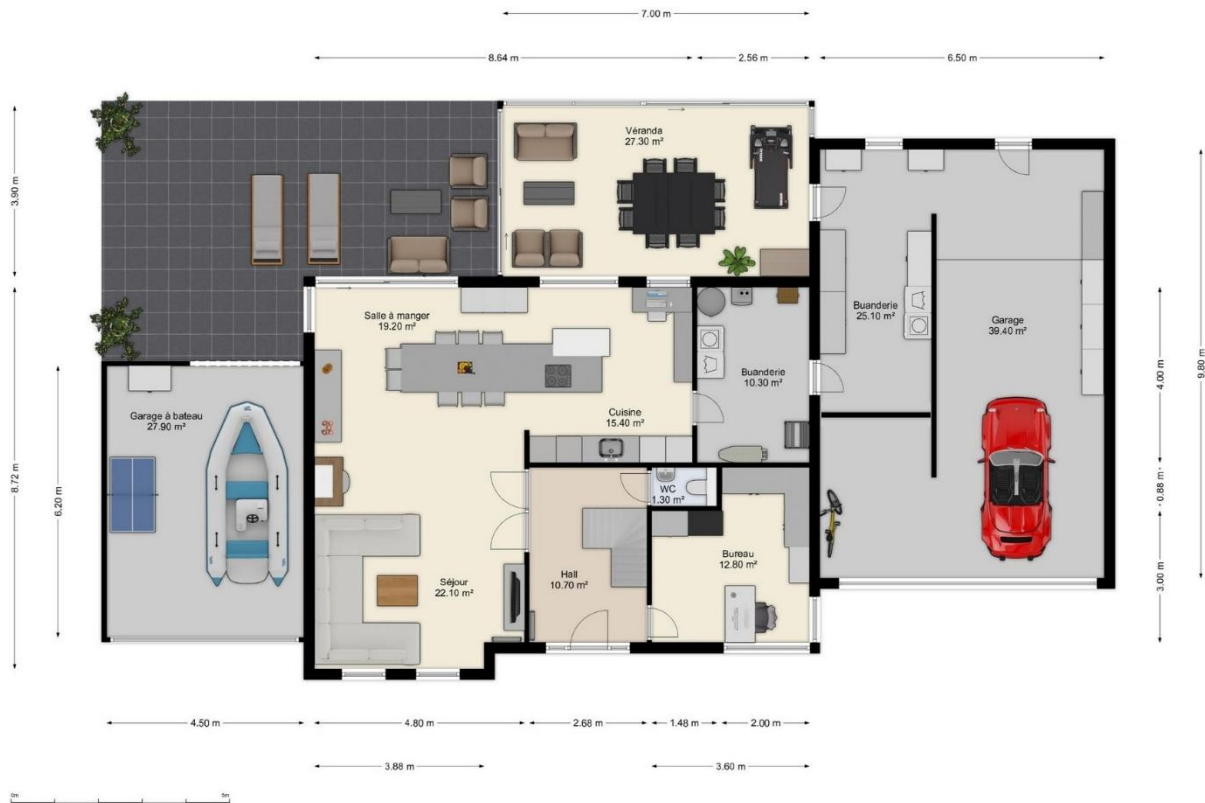 7.00 m
8.64 m
2.56 m
6.50 m
Véranda
27.30 m²
3.90 m
Salle à manger
19.20 m²
Buanderie
25.10 m²
Garage
39.40 m²
9.80 m
4.00 m
Buanderie
10.30 m²
Cuisine
15.40 m²
Garage à bateau
27.90 m²
8.72 m
6.20 m
0.88 m
WC
1.30 m²
Bureau
12.80 m²
Hall
10.70 m²
Séjour
22.10 m²
3.00 m
4.50 m
4.80 m
2.68 m
1.48 m
2.00 m
3.88 m
3.60 m
0m
5m